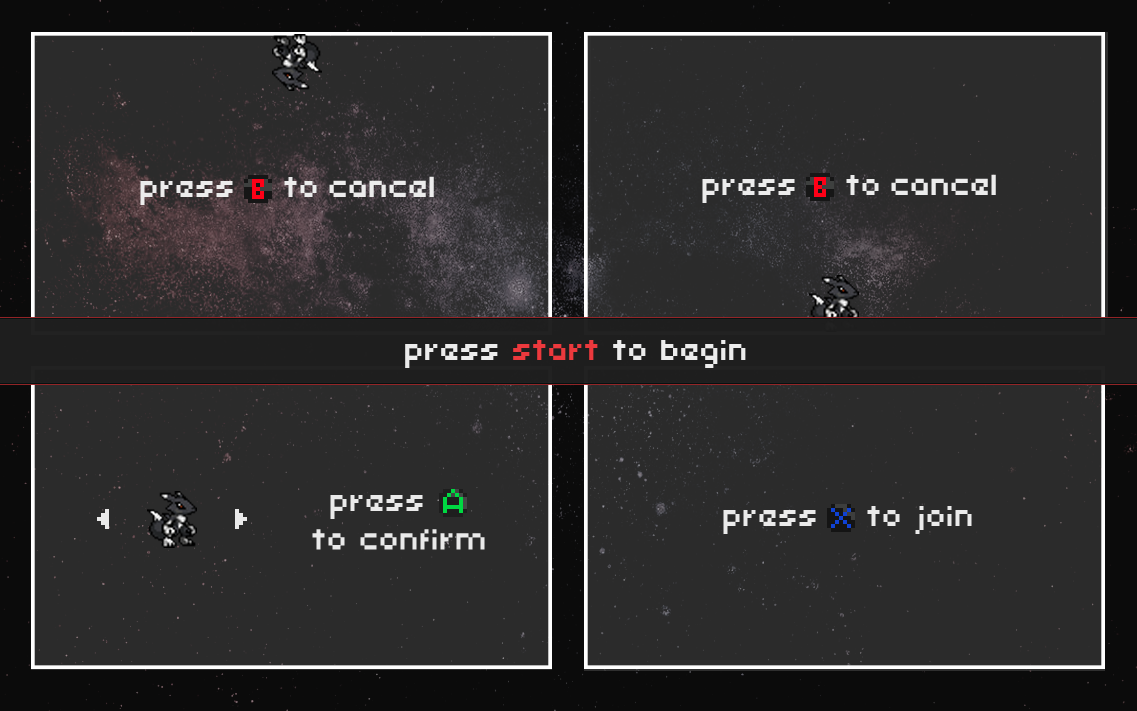 press B to cancel
press B to cancel
press start to begin
press A
to confirm
press X to join